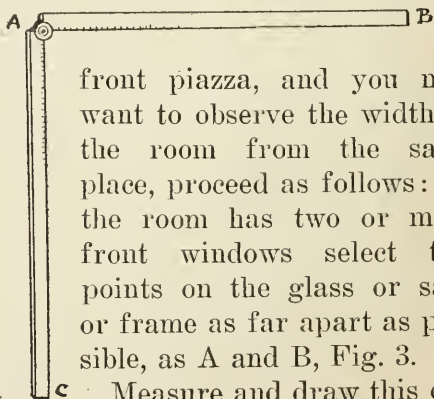 A B
front piazza, and you
want to observe the width
the room from the
place, proceed as follows:
the room has two or
front windows select
points on the glass or
or frame as far apart as
sible, as A and B, Fig. 3.
C Measure and draw this